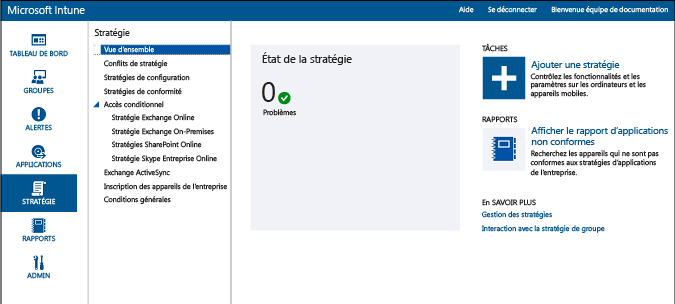 Microsoft Intune
Aide Se déconnecter Bienvenue équipe de documentation
TABLEAU DE BORD
GROUPES
ALERTES
APPLICATIONS
STRATÉGIE
RAPPORTS
ADMIN
Stratégie
Vue d'ensemble
Conflits de stratégie
Stratégies de configuration
Stratégies de conformité
Accès conditionnel
Stratégie Exchange Online
Stratégie Exchange On-Premises
Stratégies SharePoint Online
Stratégie Skype Entreprise Online
Exchange ActiveSync
Inscription des appareils de l'entreprise
Conditions générales
État de la stratégie
0
Problèmes
TÂCHES
Ajouter une stratégie
Contrôlez les fonctionnalités et les
paramètres sur les ordinateurs et les
appareils mobiles.
RAPPORTS
Afficher le rapport d'applications
non conformes
Recherchez les appareils qui ne sont pas
conformes aux stratégies d'applications
de l'entreprise.
En SAVOIR PLUS
Gestion des stratégies
Interaction avec la stratégie de groupe